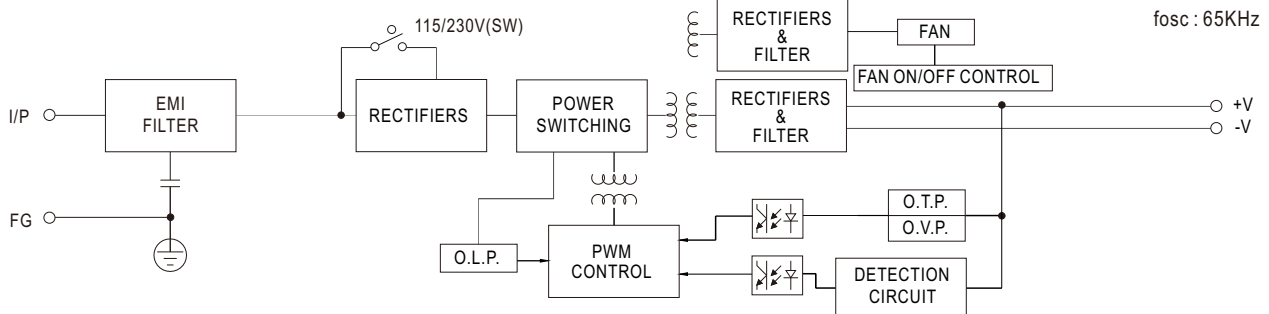 115/230V(SW)
RECTIFIERS
&
FILTER
FAN
fosc : 65KHz
FAN ON/OFF CONTROL
I/P
EMI
FILTER
RECTIFIERS
POWER
SWITCHING
RECTIFIERS
&
FILTER
+V
-V
FG
O.L.P.
PWM
CONTROL
O.T.P.
O.V.P.
DETECTION
CIRCUIT